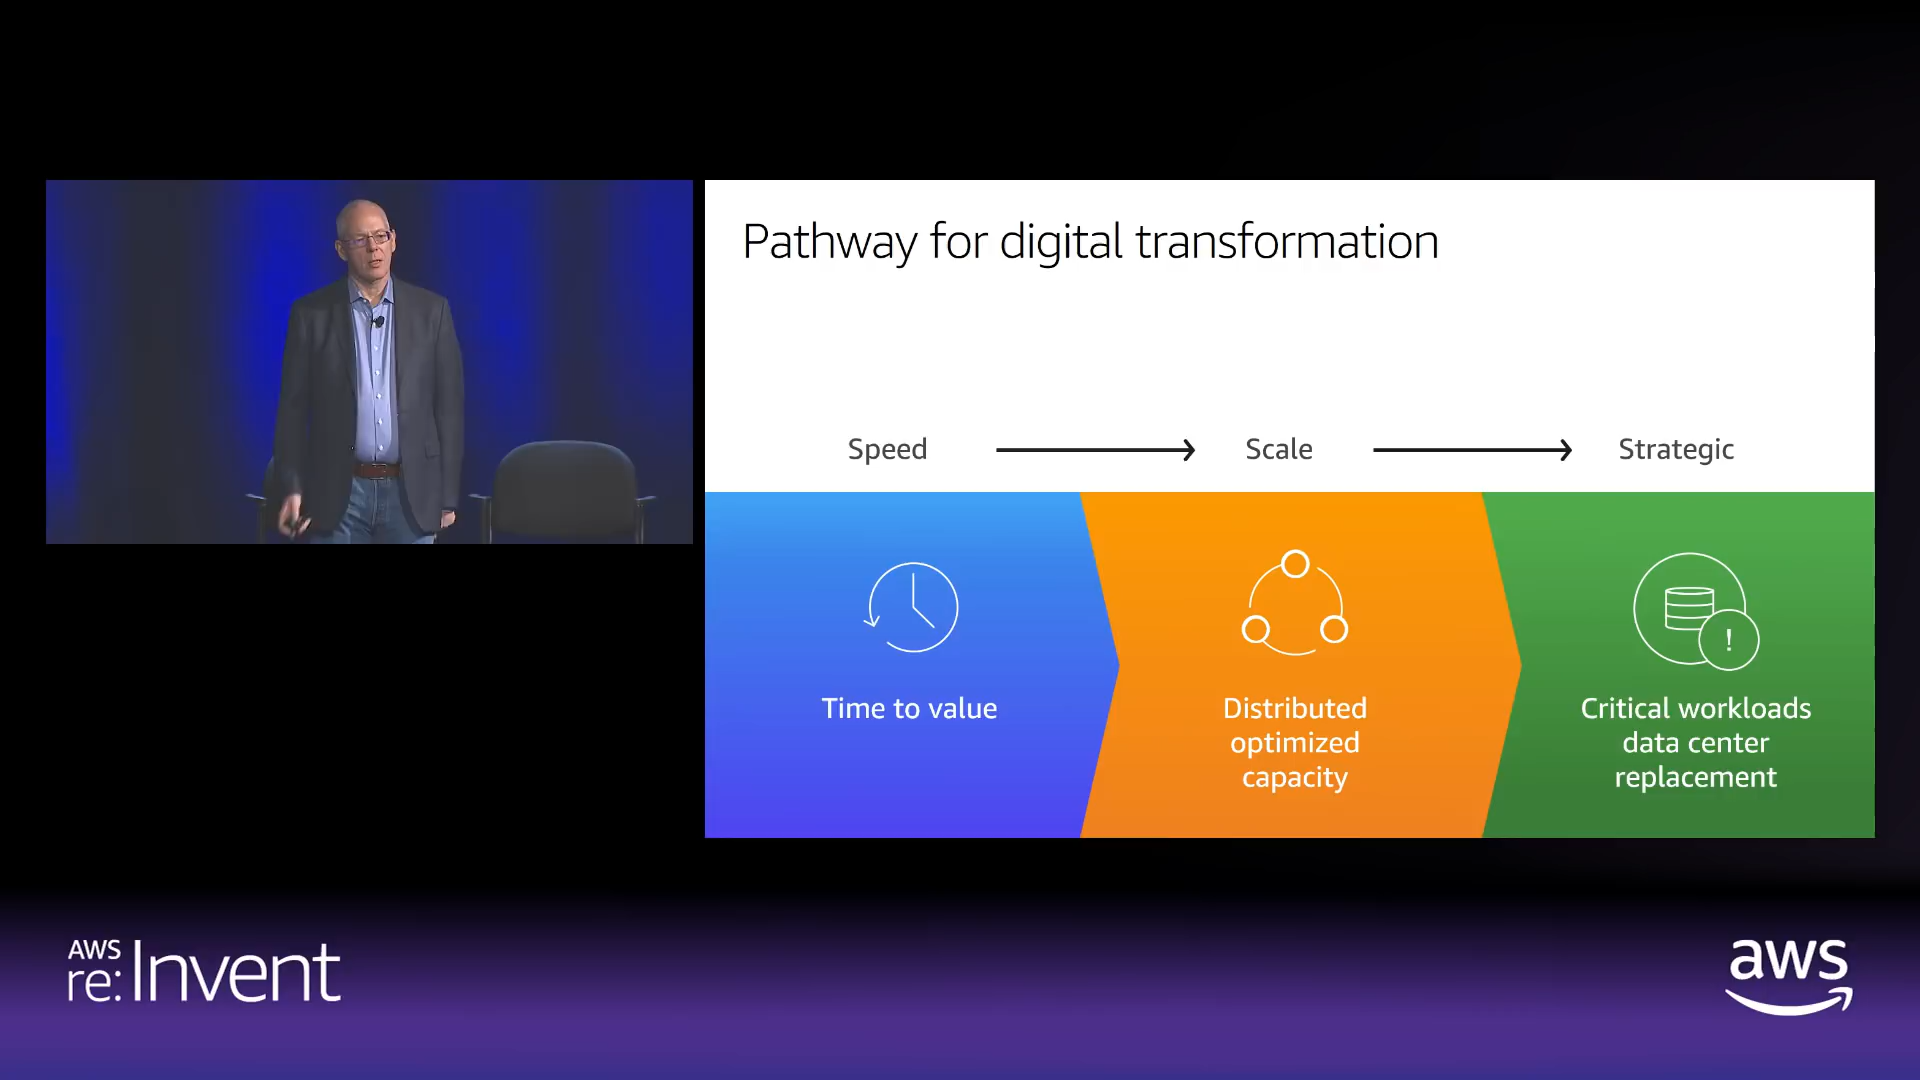 Pathway for digital transformation
Speed
Scale
Strategic
Time to value
Distributed
optimized
capacity
!
Critical workloads
data center
replacement
AWS
re:Invent
aws